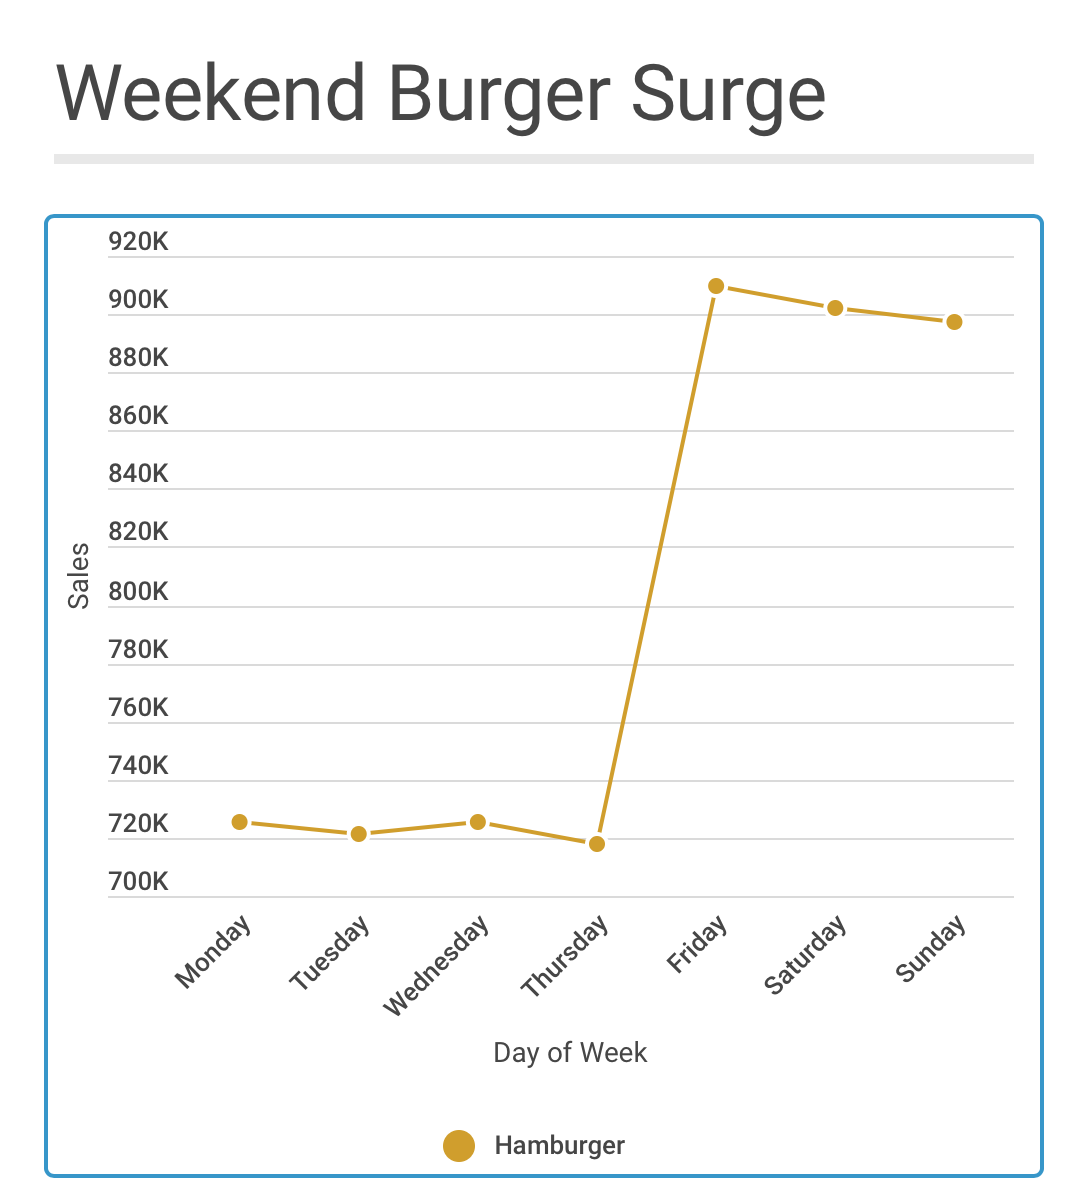 Weekend Burger Surge
920K
900K
880K
860K
840K
820K
800K
780K
760K
740K
720K
700K
Sales
Monday
Tuesday
Wednesday
Thursday
Friday
Saturday
Sunday
Day of Week
Hamburger